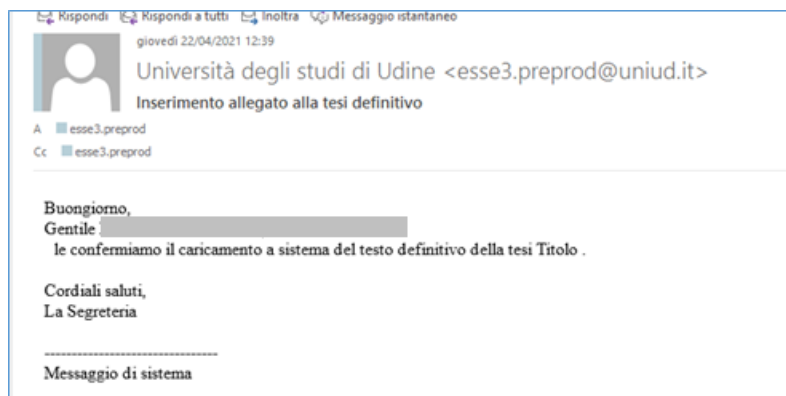 Rispondi Rispondi a tutti Inoltra Messaggio istantaneo
giovedì 22/04/2021 12:39
Università degli studi di Udine <esse3.preprod@uniud.it>
Inserimento allegato alla tesi definitivo
A esse3.preprod
Cc esse3.preprod
Buongiorno,
Gentile
le confermiamo il caricamento a sistema del testo definitivo della tesi Titolo .
Cordiali saluti,
La Segreteria
--------------------------------
Messaggio di sistema